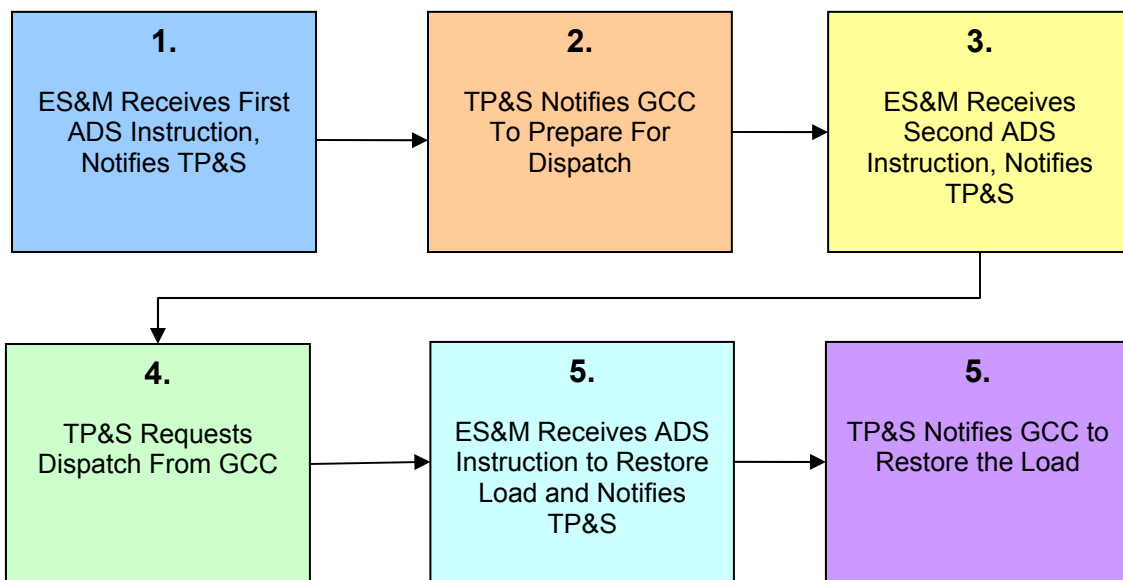 1.
ES&M Receives First
ADS Instruction,
Notifies TP&S
2.
TP&S Notifies GCC
To Prepare For
Dispatch
3.
ES&M Receives
Second ADS
Instruction, Notifies
TP&S
4.
TP&S Requests
Dispatch From GCC
5.
ES&M Receives ADS
Instruction to Restore
Load and Notifies
TP&S
5.
TP&S Notifies GCC to
Restore the Load